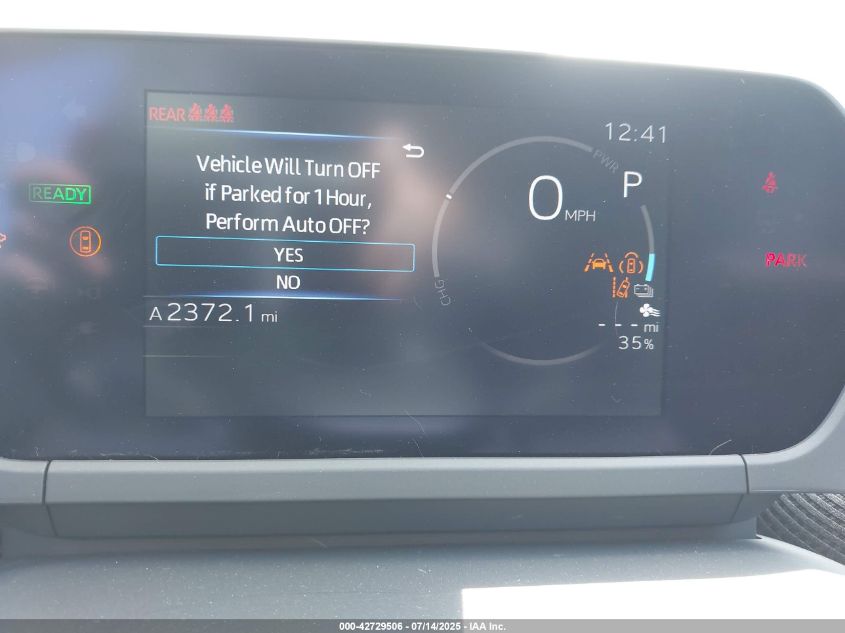 REAR
12:41
Vehicle Will Turn OFF
if Parked for 1 Hour,
Perform Auto OFF?
YES
NO
A 2372.1 mi
READY
PWR
P
0 MPH
CHG
PARK
- - - mi
35%
000-42729506 - 07/14/2025 - IAA Inc.